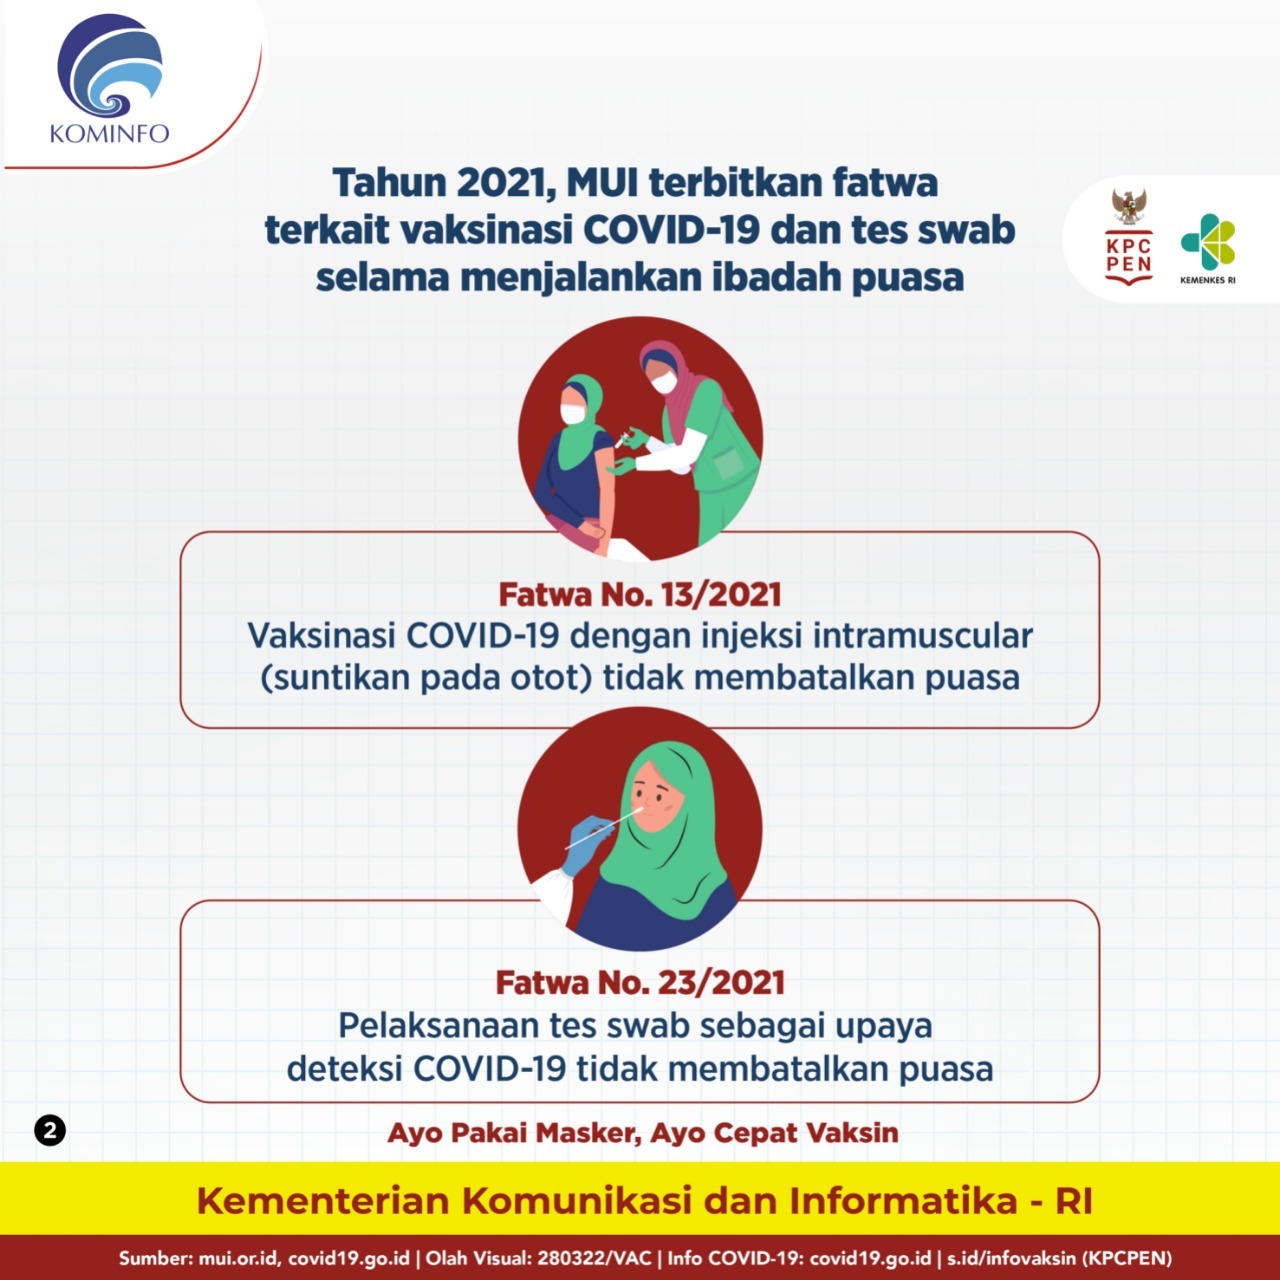 KOMINFO
Tahun 2021, MUI terbitkan fatwa
terkait vaksinasi COVID-19 dan tes swab
selama menjalankan ibadah puasa
KPC
PEN
KEMENKES RI
Fatwa No. 13/2021
Vaksinasi COVID-19 dengan injeksi intramuscular
(suntikan pada otot) tidak membatalkan puasa
Fatwa No. 23/2021
Pelaksanaan tes swab sebagai upaya
deteksi COVID-19 tidak membatalkan puasa
2
Ayo Pakai Masker, Ayo Cepat Vaksin
Kementerian Komunikasi dan Informatika - RI
Sumber: mui.or.id, covid19.go.id | Olah Visual: 280322/VAC | Info COVID-19: covid19.go.id | s.id/infovaksin (KPCPEN)